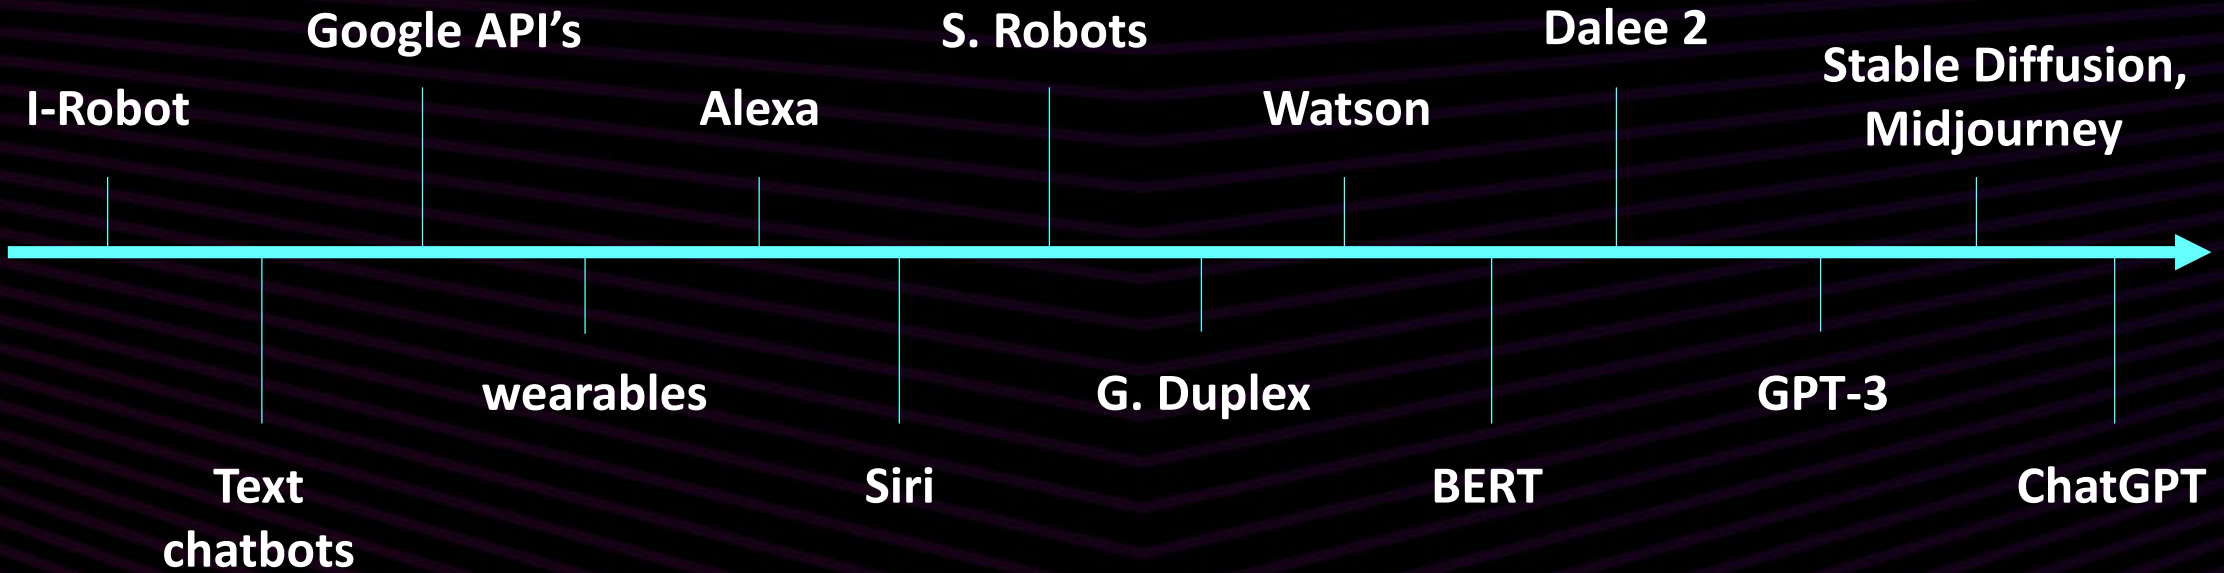 Google API’s
S. Robots
Dalee 2
Stable Diffusion,
Midjourney
I-Robot
Alexa
Watson
wearables
G. Duplex
GPT-3
Text
chatbots
Siri
BERT
ChatGPT